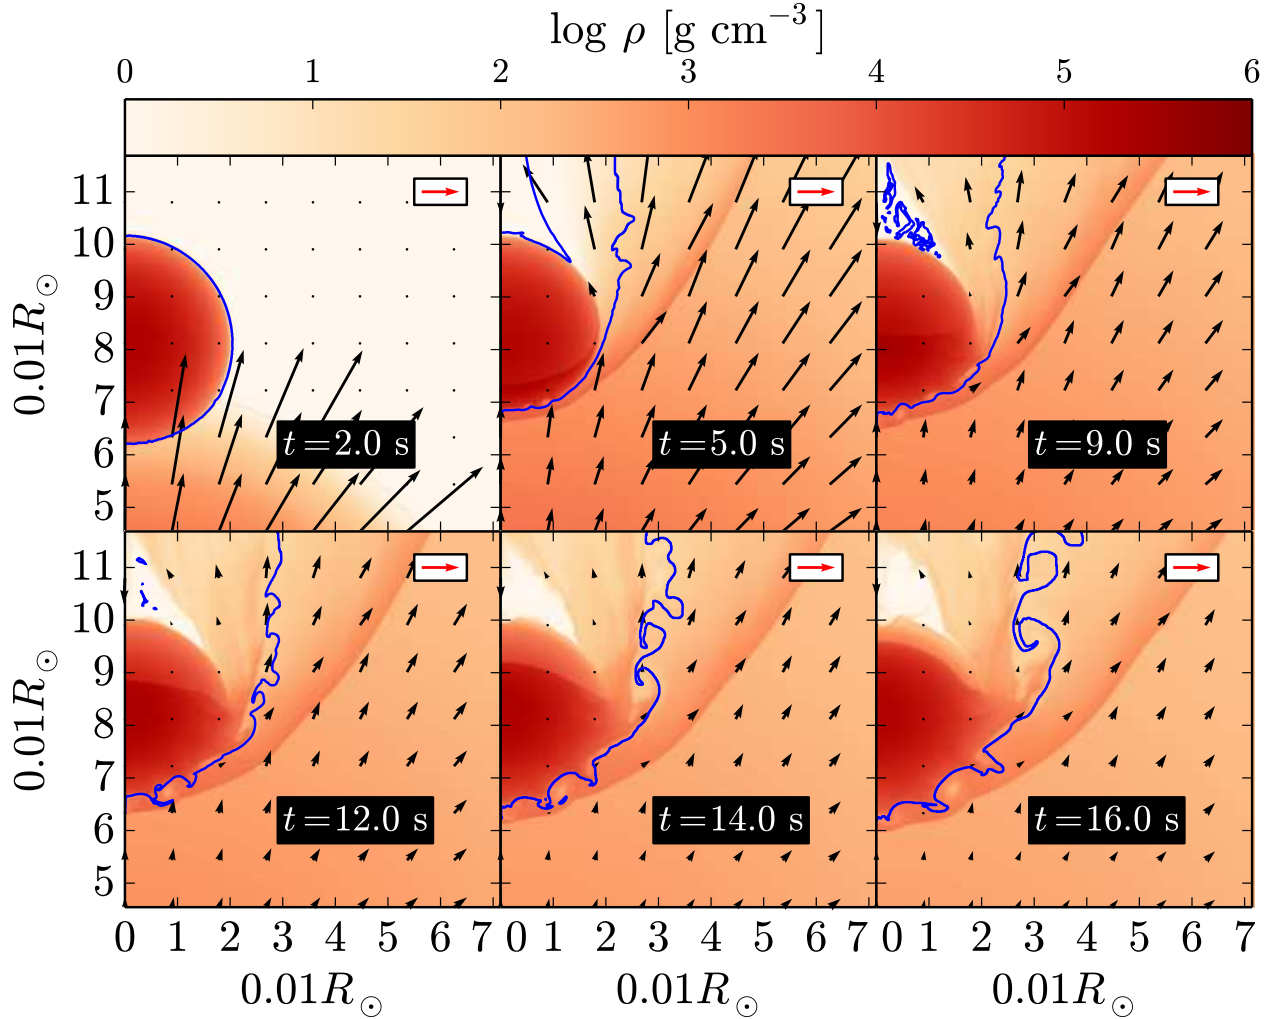 log ρ [g cm⁻³]
0 1 2 3 4 5 6
11
10
9
8
7
6
5
0.01R☉
t=2.0 s
t=5.0 s
t=9.0 s
11
10
9
8
7
6
5
0.01R☉
t=12.0 s
t=14.0 s
t=16.0 s
0 1 2 3 4 5 6 7 0 1 2 3 4 5 6 7 0 1 2 3 4 5 6 7
0.01R☉ 0.01R☉ 0.01R☉